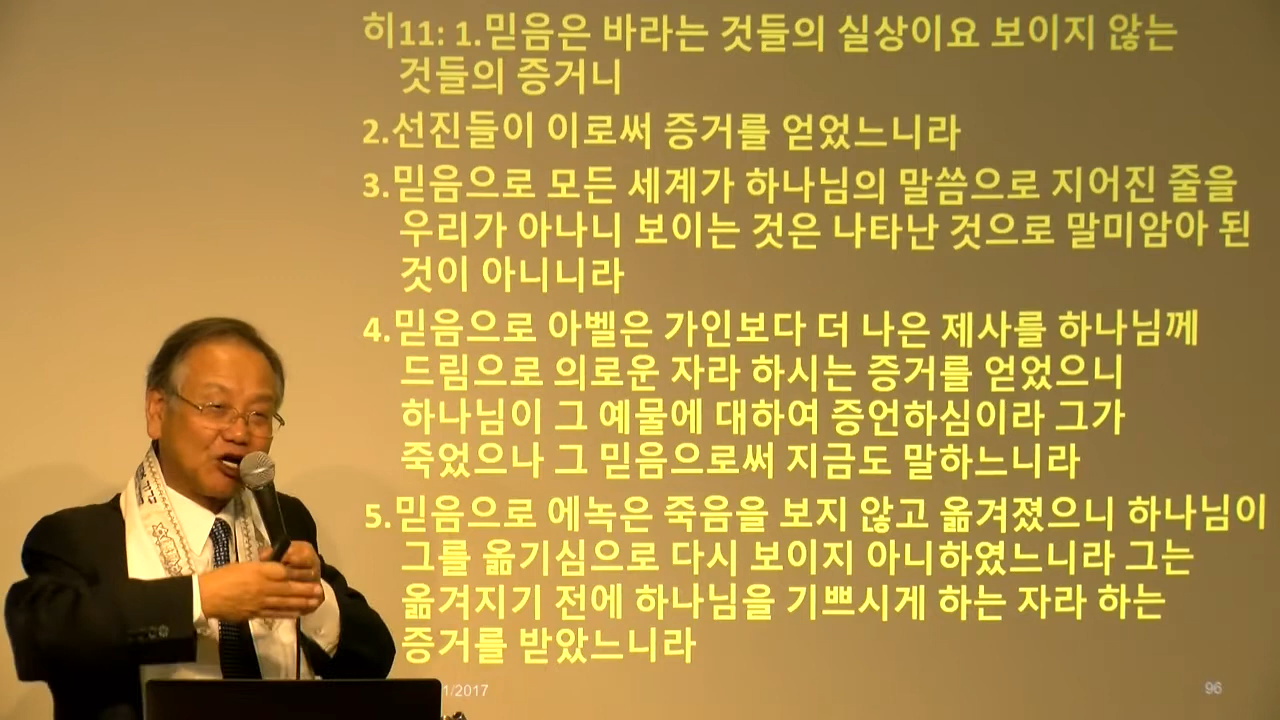 히11: 1.믿음은 바라는 것들의 실상이요 보이지 않는
것들의 증거니
2.선진들이 이로써 증거를 얻었느니라
3.믿음으로 모든 세계가 하나님의 말씀으로 지어진 줄을
우리가 아나니 보이는 것은 나타난 것으로 말미암아 된
것이 아니니라
4.믿음으로 아벨은 가인보다 더 나은 제사를 하나님께
드림으로 의로운 자라 하시는 증거를 얻었으니
하나님이 그 예물에 대하여 증언하심이라 그가
죽었으나 그 믿음으로써 지금도 말하느니라
5.믿음으로 에녹은 죽음을 보지 않고 옮겨졌으니 하나님이
그를 옮기심으로 다시 보이지 아니하였느니라 그는
옮겨지기 전에 하나님을 기쁘시게 하는 자라 하는
증거를 받았느니라
1/2017
96